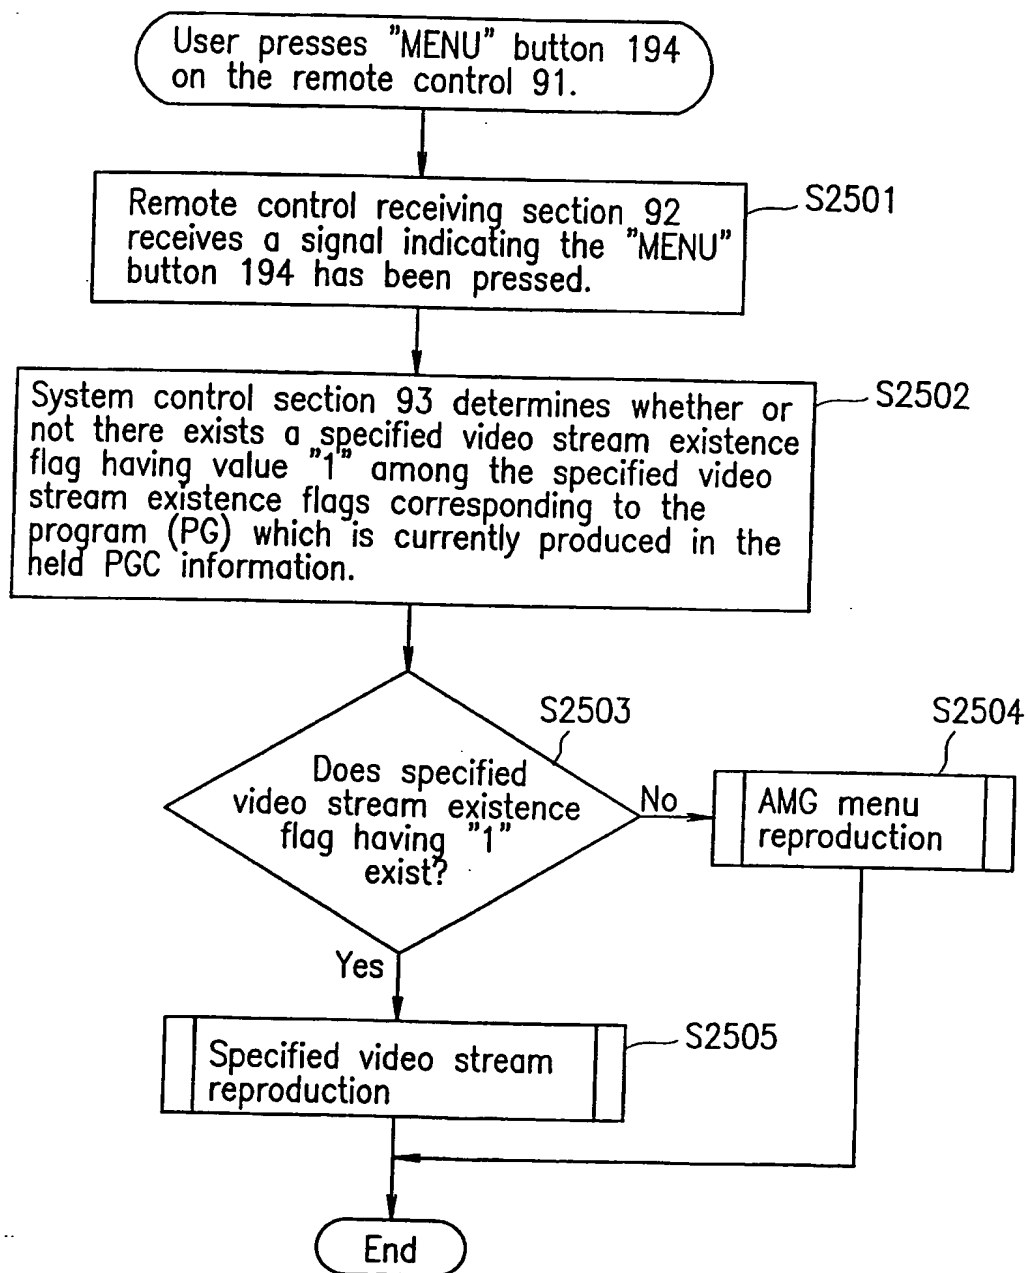 User presses "MENU" button 194
on the remote control 91.
S2501
Remote control receiving section 92
receives a signal indicating the "MENU"
button 194 has been pressed.
S2502
System control section 93 determines whether or
not there exists a specified video stream existence
flag having value "1" among the specified video
stream existence flags corresponding to the
program (PG) which is currently produced in the
held PGC information.
S2503
S2504
Does specified
video stream existence
flag having "1"
exist?
No
AMG menu
reproduction
Yes
S2505
Specified video stream
reproduction
End